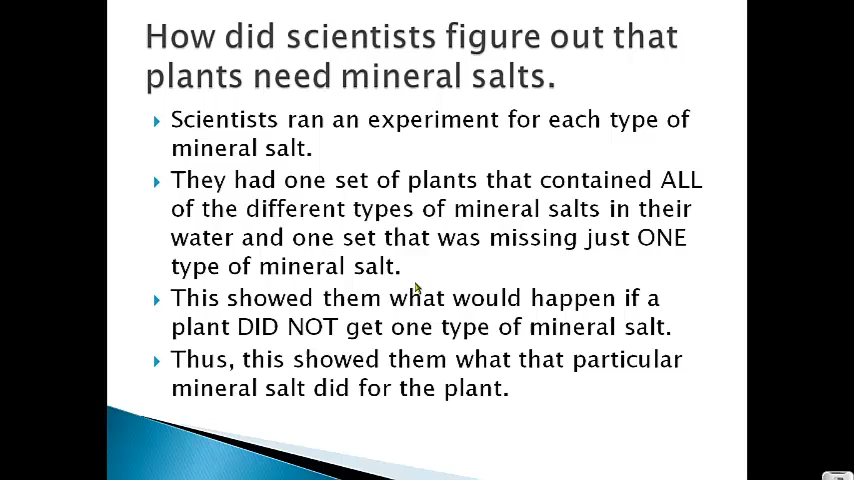 How did scientists figure out that
plants need mineral salts.
Scientists ran an experiment for each type of
mineral salt.
They had one set of plants that contained ALL
of the different types of mineral salts in their
water and one set that was missing just ONE
type of mineral salt.
This showed them what would happen if a
plant DID NOT get one type of mineral salt.
Thus, this showed them what that particular
mineral salt did for the plant.